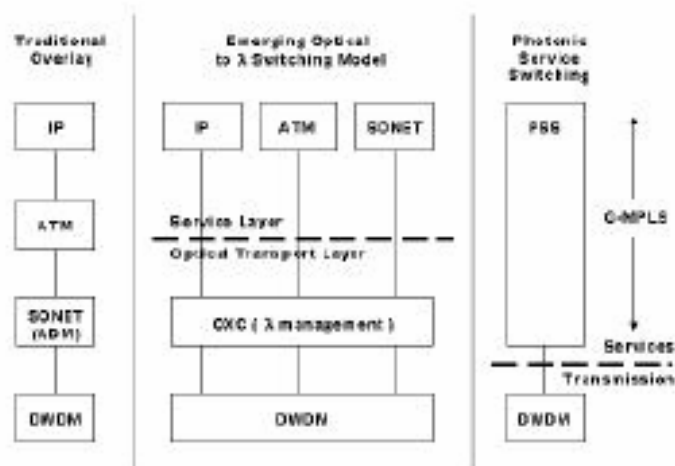 Traditional
Overlay
IP
ATM
SONET
(ADM)
DWDM
Emerging Optical
to λ Switching Model
IP
ATM
SONET
Service Layer
Optical Transport Layer
OXC ( λ management )
DWDM
Photonic
Service
Switching
PSS
G-MPLS
Services
Transmission
DWDM